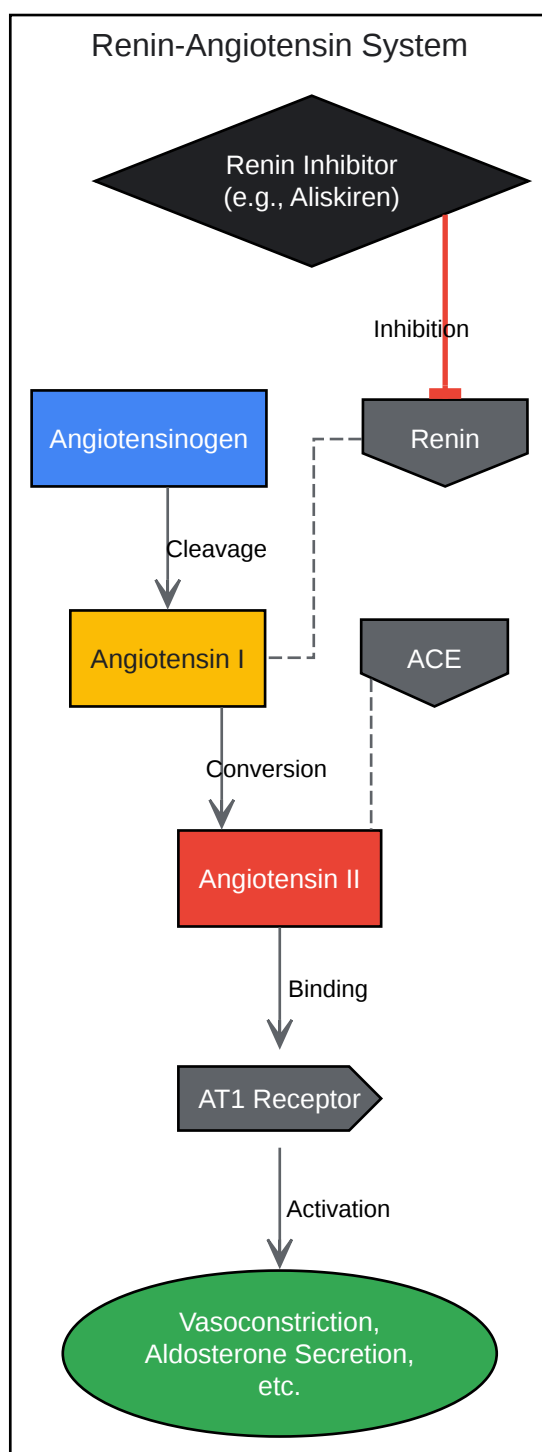 Renin-Angiotensin System
Renin Inhibitor
(e.g., Aliskiren)
Inhibition
Angiotensinogen
Renin
Cleavage
Angiotensin I
ACE
Conversion
Angiotensin II
Binding
AT1 Receptor
Activation
Vasoconstriction,
Aldosterone Secretion,
etc.